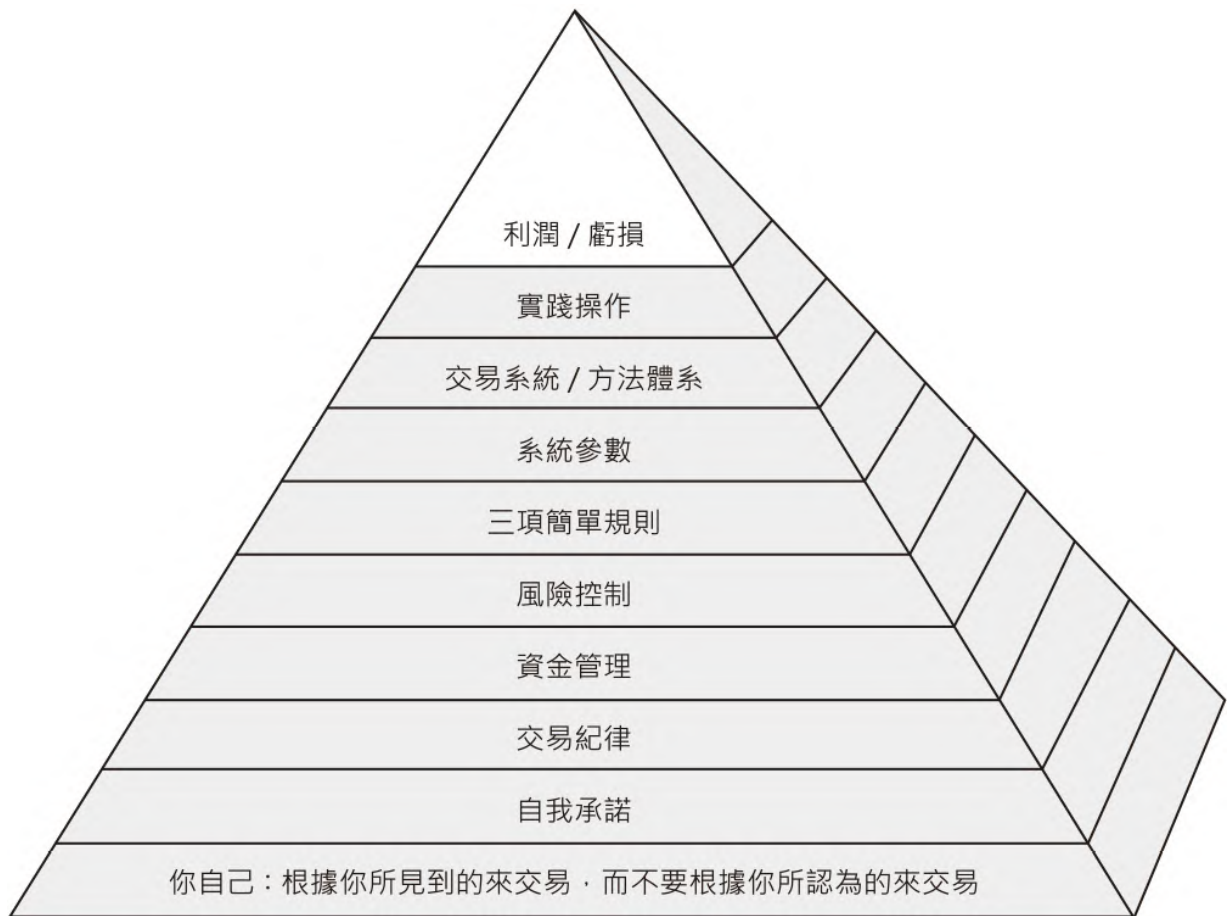 利潤 / 虧損
實踐操作
交易系統 / 方法體系
系統參數
三項簡單規則
風險控制
資金管理
交易紀律
自我承諾
你自己：根據你所見到的來交易，而不要根據你所認為的來交易